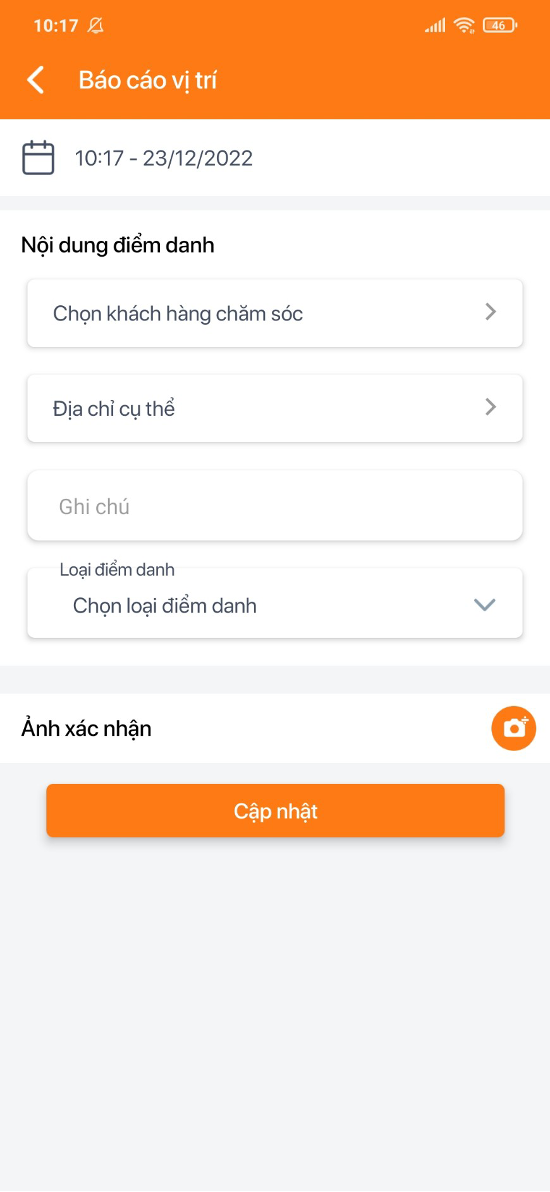 10:17
46
Báo cáo vị trí
10:17 - 23/12/2022
Nội dung điểm danh
Chọn khách hàng chăm sóc
Địa chỉ cụ thể
Ghi chú
Loại điểm danh
Chọn loại điểm danh
Ảnh xác nhận
Cập nhật